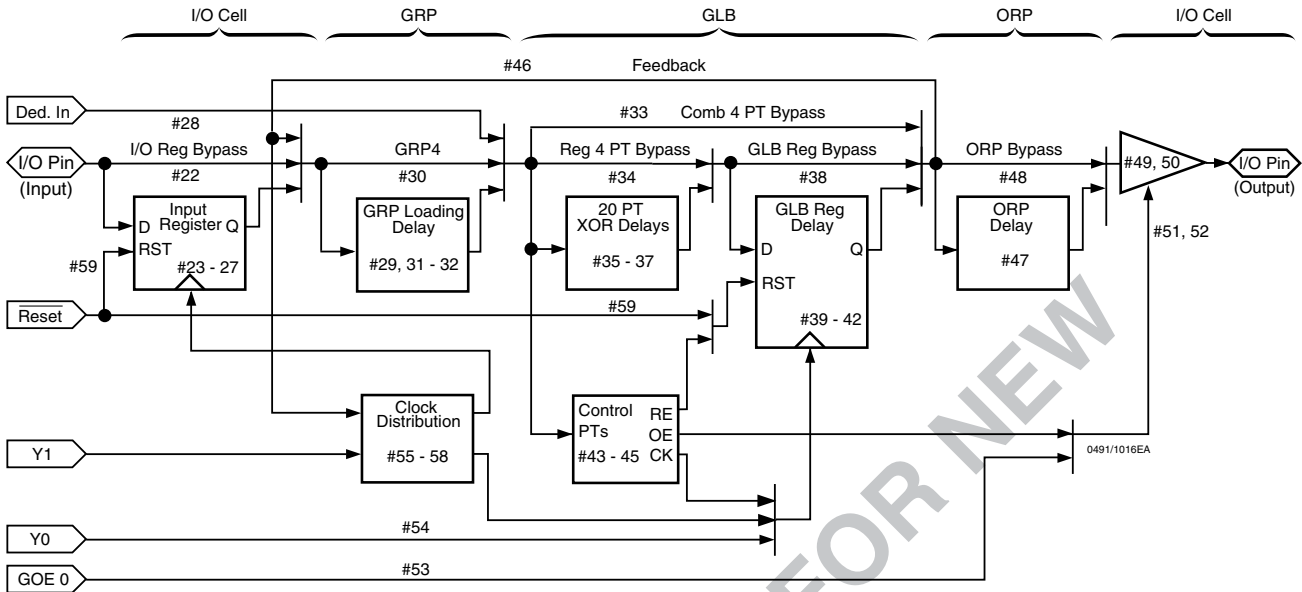 I/O Cell GRP GLB ORP I/O Cell
#46 Feedback
Ded. In
#28
#33 Comb 4 PT Bypass
I/O Pin
(Input)
I/O Reg Bypass
#22
GRP4
#30
Reg 4 PT Bypass
#34
GLB Reg Bypass
#38
ORP Bypass
#48
#49, 50
I/O Pin
(Output)
Input
Register
D Q
RST
#23 - 27
#59
GRP Loading
Delay
#29, 31 - 32
20 PT
XOR Delays
#35 - 37
GLB Reg
Delay
D Q
RST
#39 - 42
ORP
Delay
#47
#51, 52
Reset
#59
Clock
Distribution
#55 - 58
Control
PTs
#43 - 45
RE
OE
CK
0491/1016EA
Y1
Y0
#54
GOE 0
#53
FOR NEW